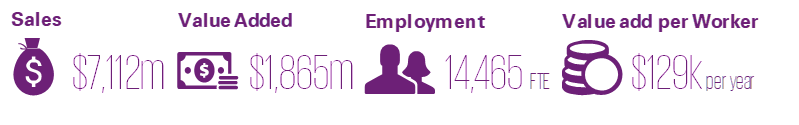 Sales
$7,112m
Value Added
$1,865m
Employment
14,465 FTE
Value add per Worker
$129k per year